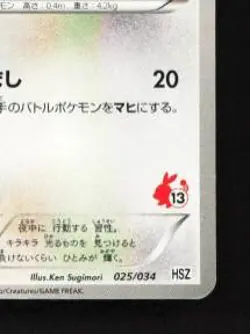 モン 高さ：0.4m 重さ：4.2kg
し 20
手のバトルポケモンをマヒにする。
13
夜中に 行動する 習性。
キラキラ 光るものを 見つけると
負けないくらい ひとみが 輝く。
Illus.Ken Sugimori 025/034 HSZ
o/Creatures/GAME FREAK.